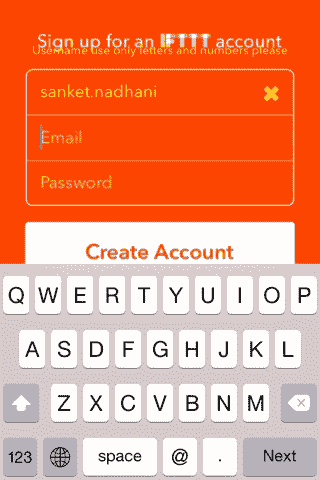 Sign up for an IFTTT account
Username use only letters and numbers please
sanket.nadhani
Email
Password
Create Account
Q W E R T Y U I O P
A S D F G H J K L
Z X C V B N M
123 space @ . Next